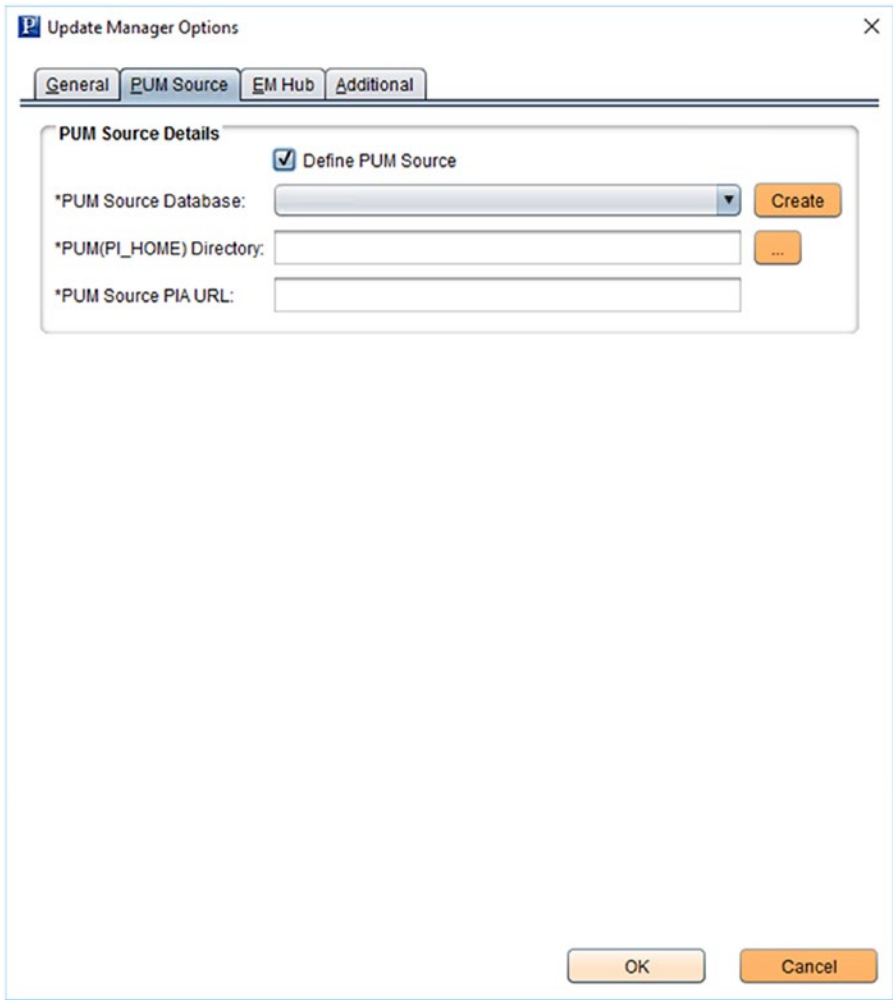 P Update Manager Options
General PUM Source EM Hub Additional
PUM Source Details
Define PUM Source
*PUM Source Database: Create
*PUM(PI_HOME) Directory: ...
*PUM Source PIA URL:
OK Cancel